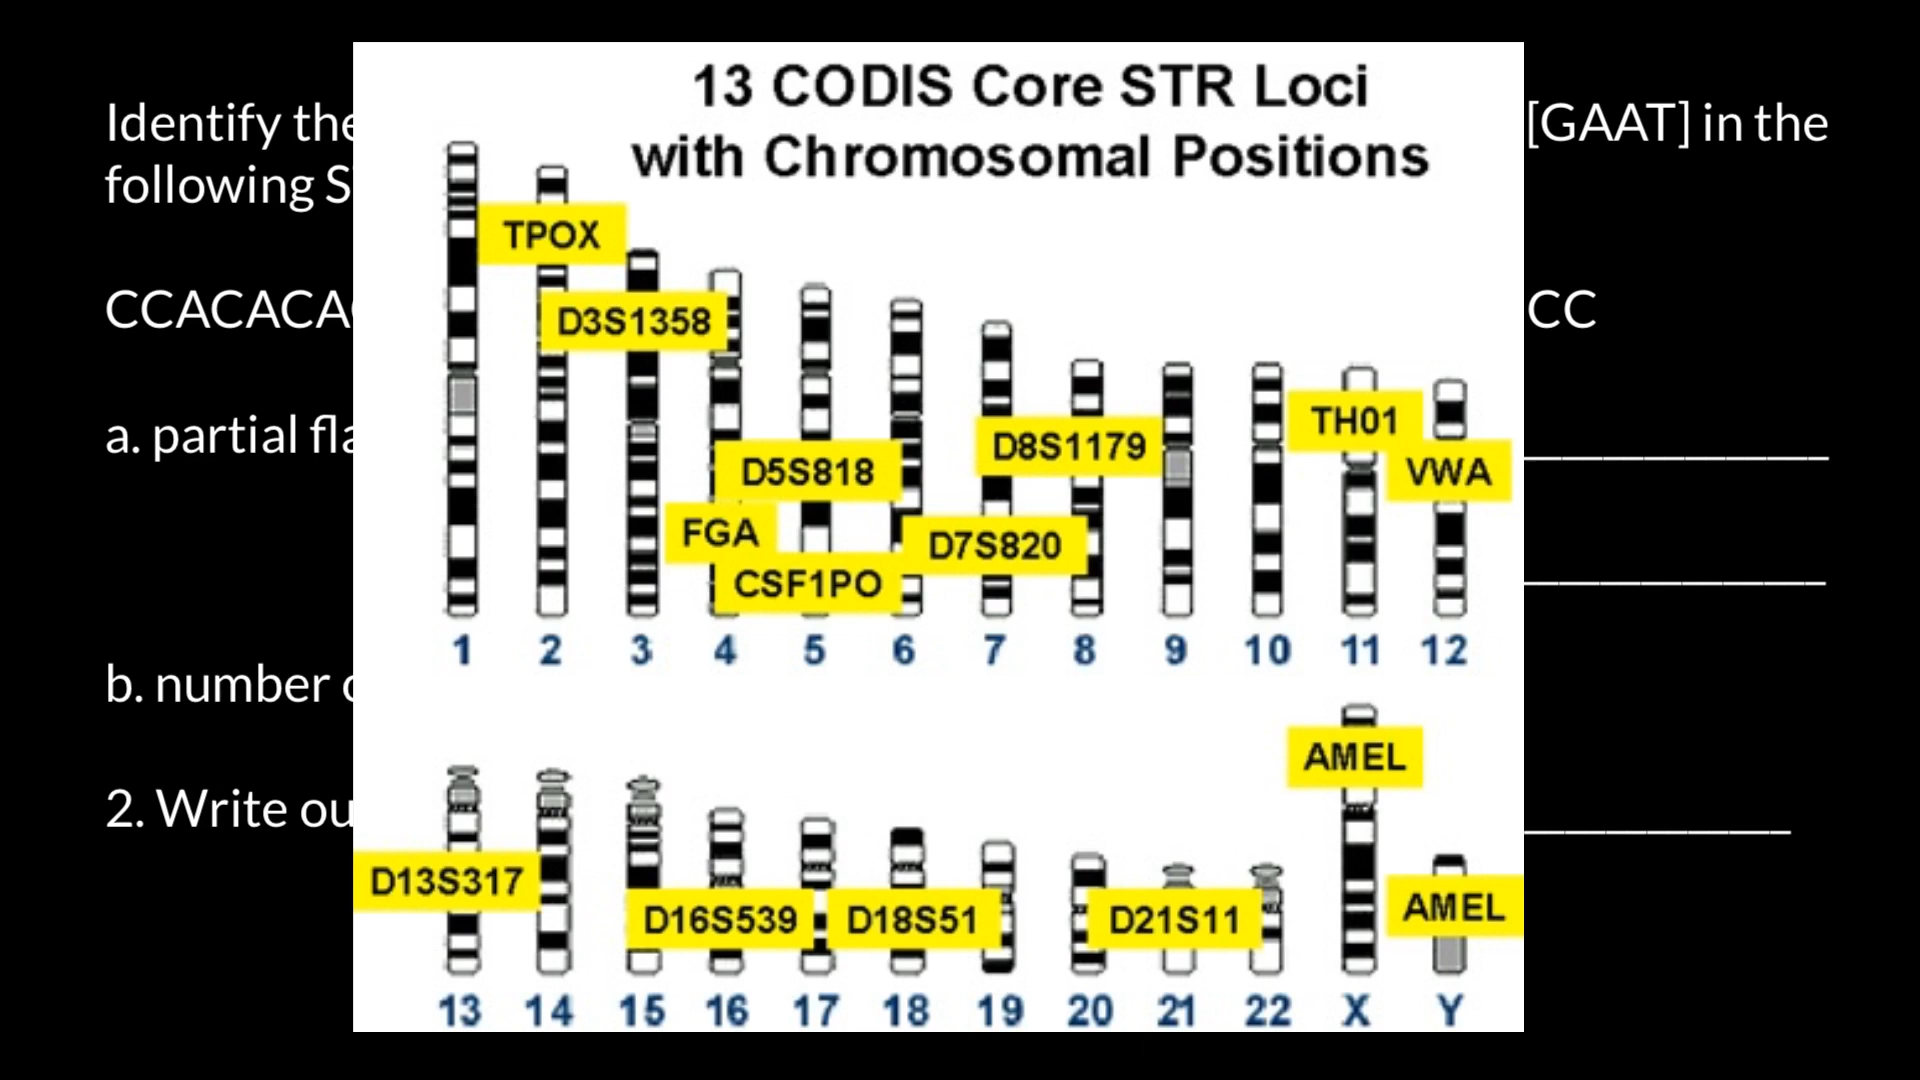 13 CODIS Core STR Loci
with Chromosomal Positions
Identify the
[GAAT] in the
following S
CCACACA
CC
a. partial fla
b. number
2. Write ou
TPOX
D3S1358
D5S818
FGA
CSF1PO
D7S820
D8S1179
TH01
VWA
1 2 3 4 5 6 7 8 9 10 11 12
AMEL
D13S317
D16S539
D18S51
D21S11
AMEL
13 14 15 16 17 18 19 20 21 22 X Y